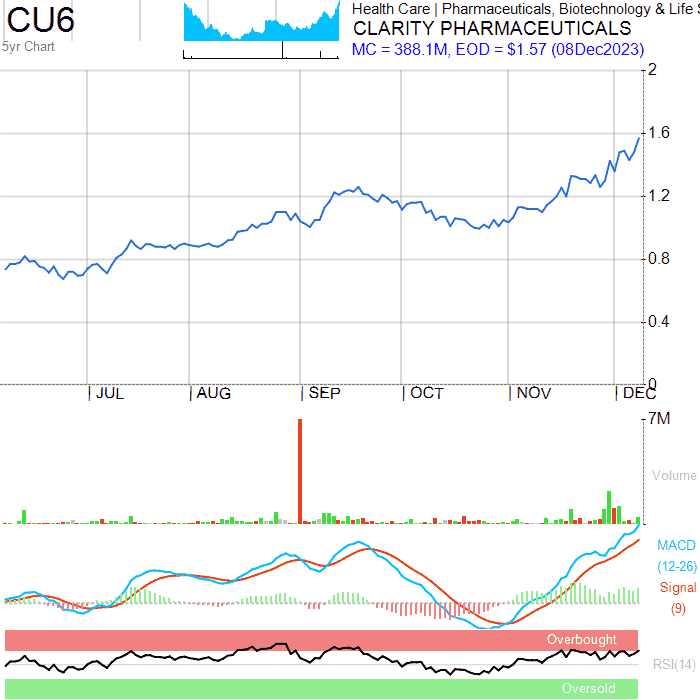 CU6
5yr Chart
Health Care | Pharmaceuticals, Biotechnology & Life S
CLARITY PHARMACEUTICALS
MC = 388.1M, EOD = $1.57 (08Dec2023)
2
1.6
1.2
0.8
0.4
0
JUL
AUG
SEP
OCT
NOV
DEC
7M
Volume
MACD
(12-26)
Signal
(9)
Overbought
RSI(14)
Oversold